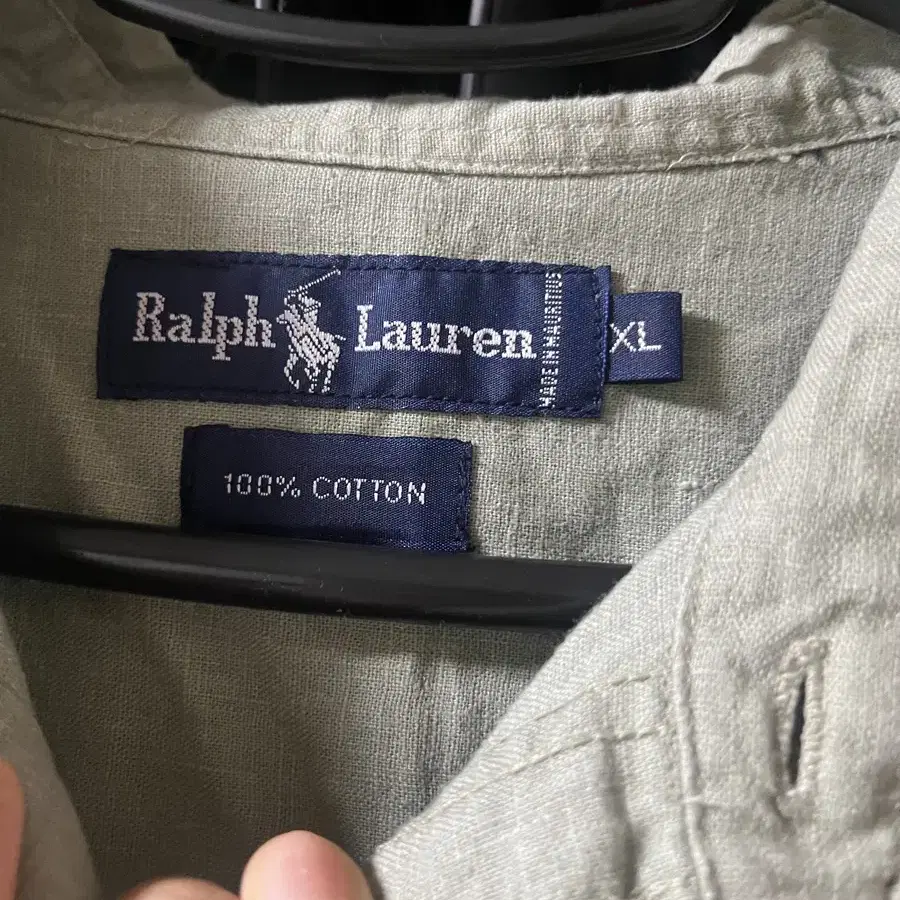 Ralph Lauren
MADE IN MAURITIUS
XL
100% COTTON